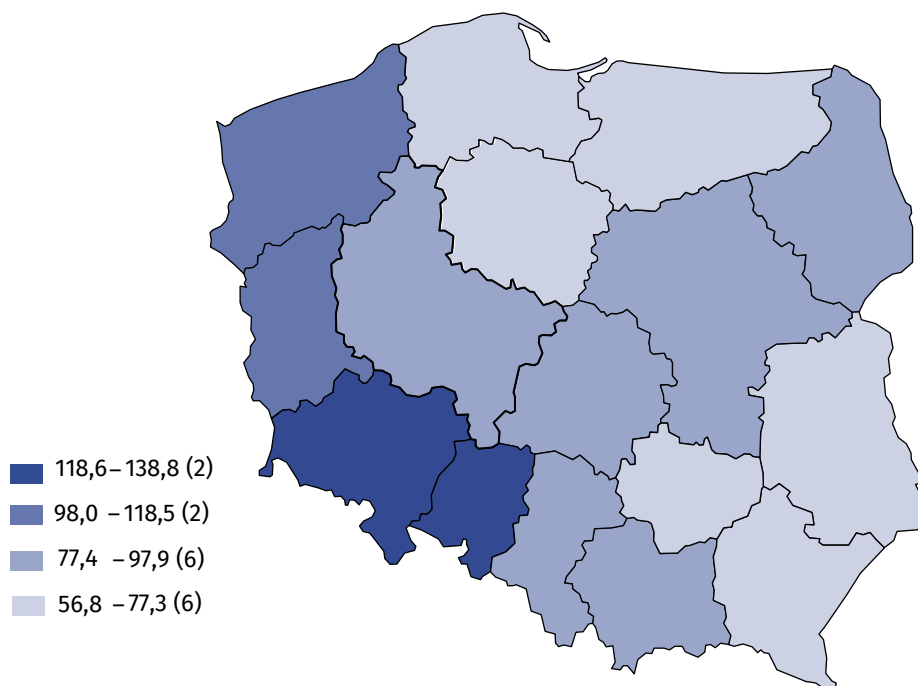 118,6–138,8 (2)
98,0 –118,5 (2)
77,4 –97,9 (6)
56,8 –77,3 (6)